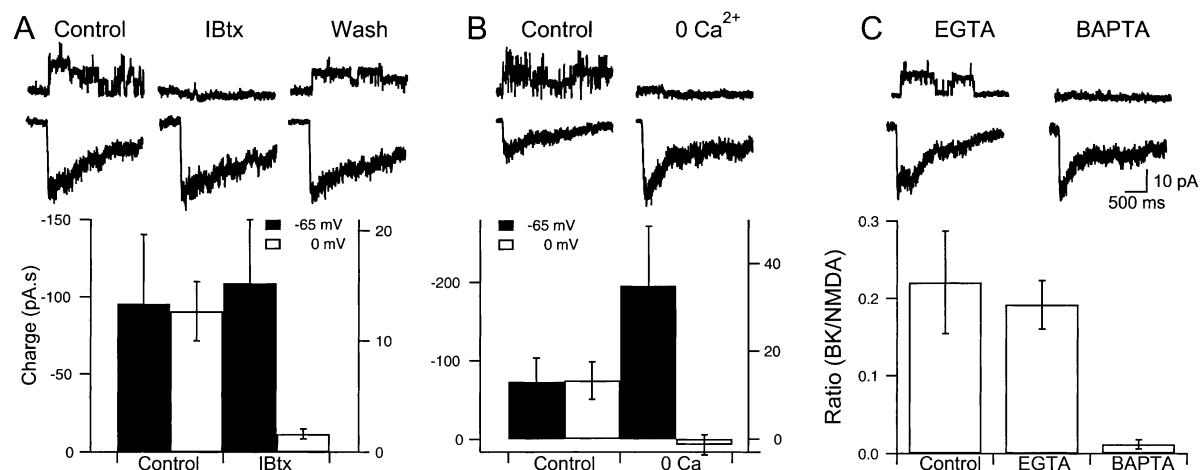 A
Control
IBtx
Wash
B
Control
0 Ca2+
C
EGTA
BAPTA
10 pA
500 ms
Charge (pA.s)
-150
-100
-50
0
-65 mV
0 mV
20
10
0
Control
IBtx
-200
-100
0
-65 mV
0 mV
40
20
0
Control
0 Ca
Ratio (BK/NMDA)
0.3
0.2
0.1
0.0
Control
EGTA
BAPTA